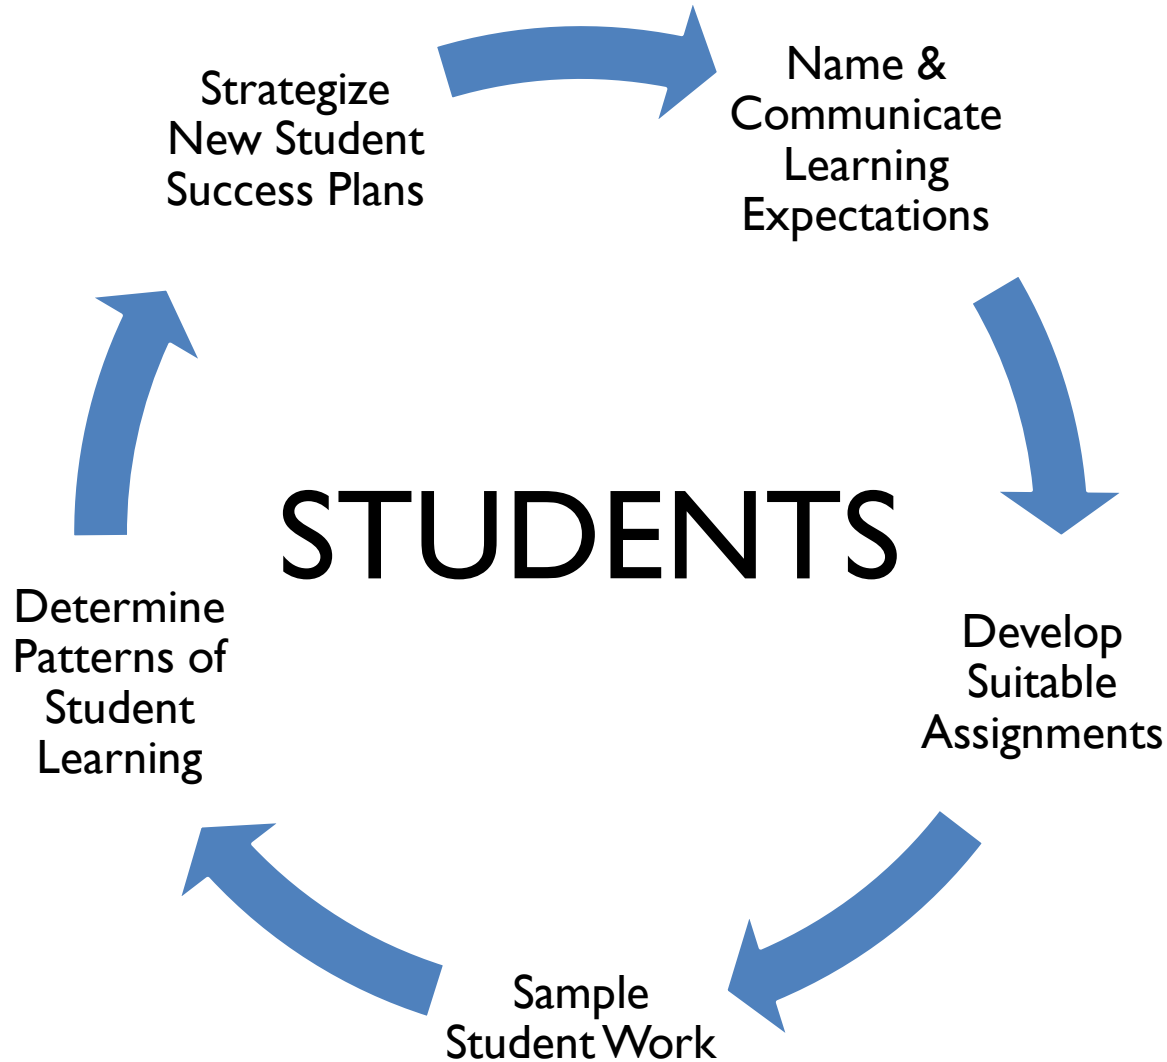 Strategize
New Student
Success Plans
Name &
Communicate
Learning
Expectations
STUDENTS
Determine
Patterns of
Student
Learning
Develop
Suitable
Assignments
Sample
Student Work